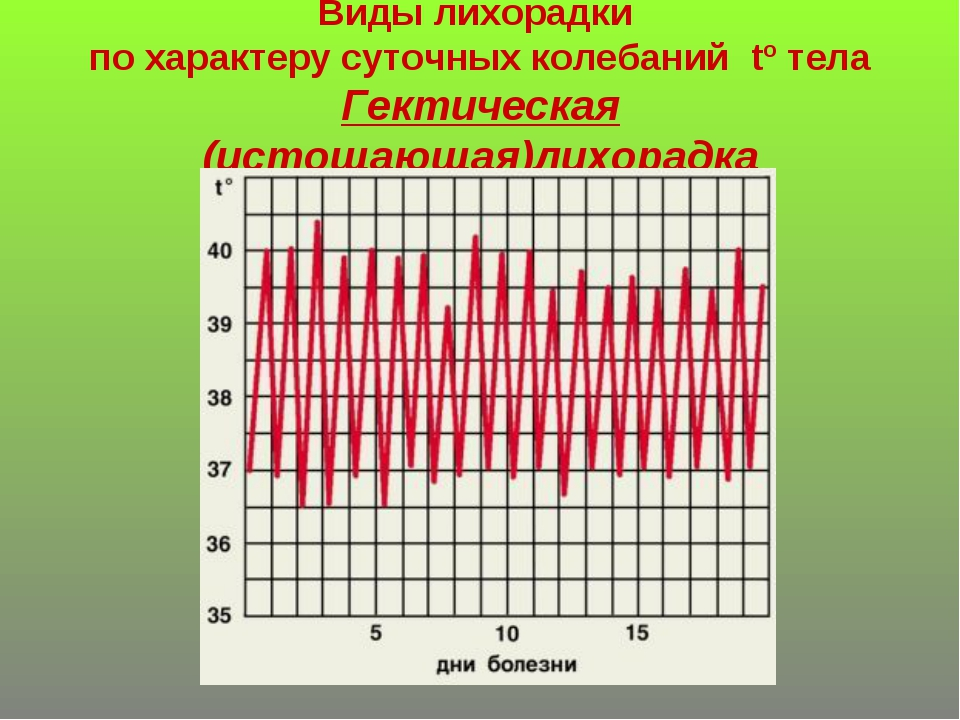 Виды лихорадки
по характеру суточных колебаний tº тела
Гектическая
(истощающая)лихорадка
t°
40
39
38
37
36
35
5 10 15
дни болезни